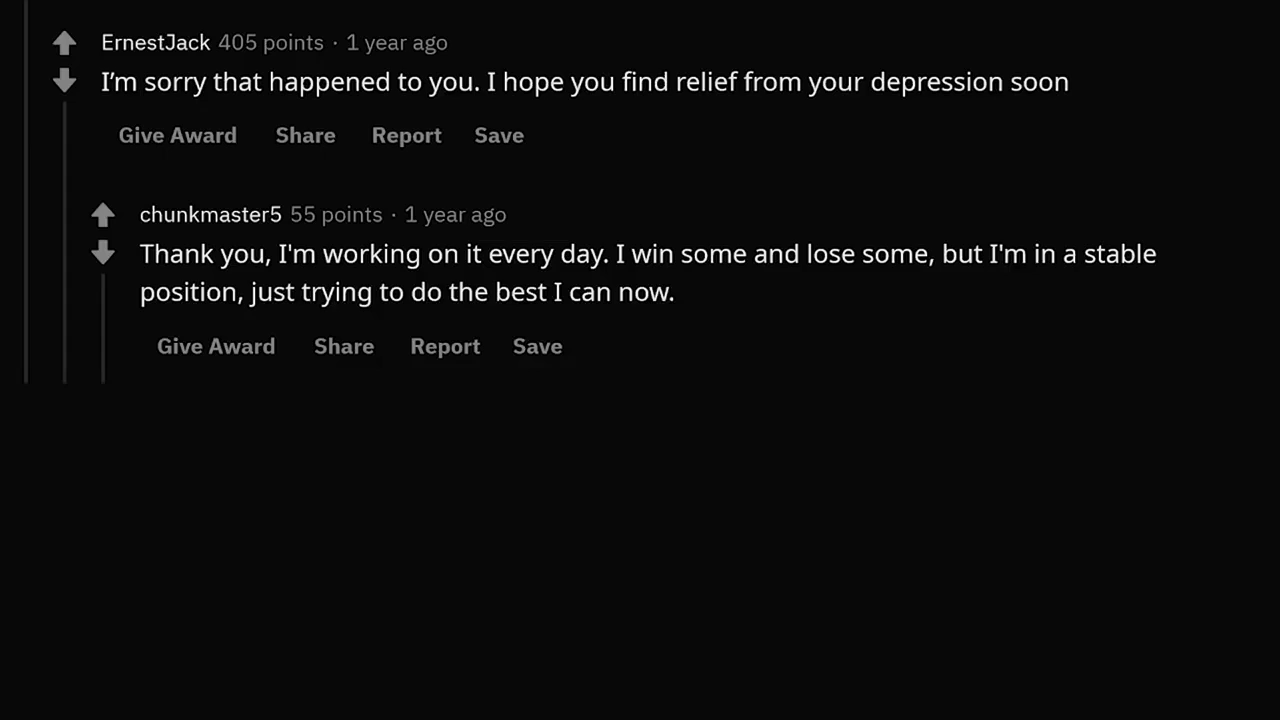 ErnestJack 405 points · 1 year ago
I’m sorry that happened to you. I hope you find relief from your depression soon
Give Award Share Report Save
chunkmaster5 55 points · 1 year ago
Thank you, I'm working on it every day. I win some and lose some, but I'm in a stable
position, just trying to do the best I can now.
Give Award Share Report Save